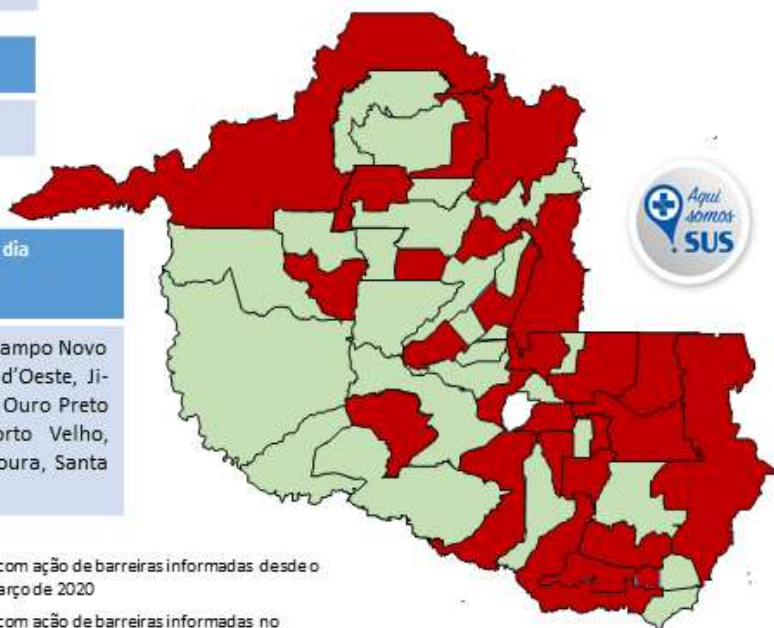 dia
ampo Novo
d'Oeste, Ji-
Ouro Preto
orto Velho,
oura, Santa
com ação de barreiras informadas desde o
arço de 2020
com ação de barreiras informadas no
Aqui
somos
SUS